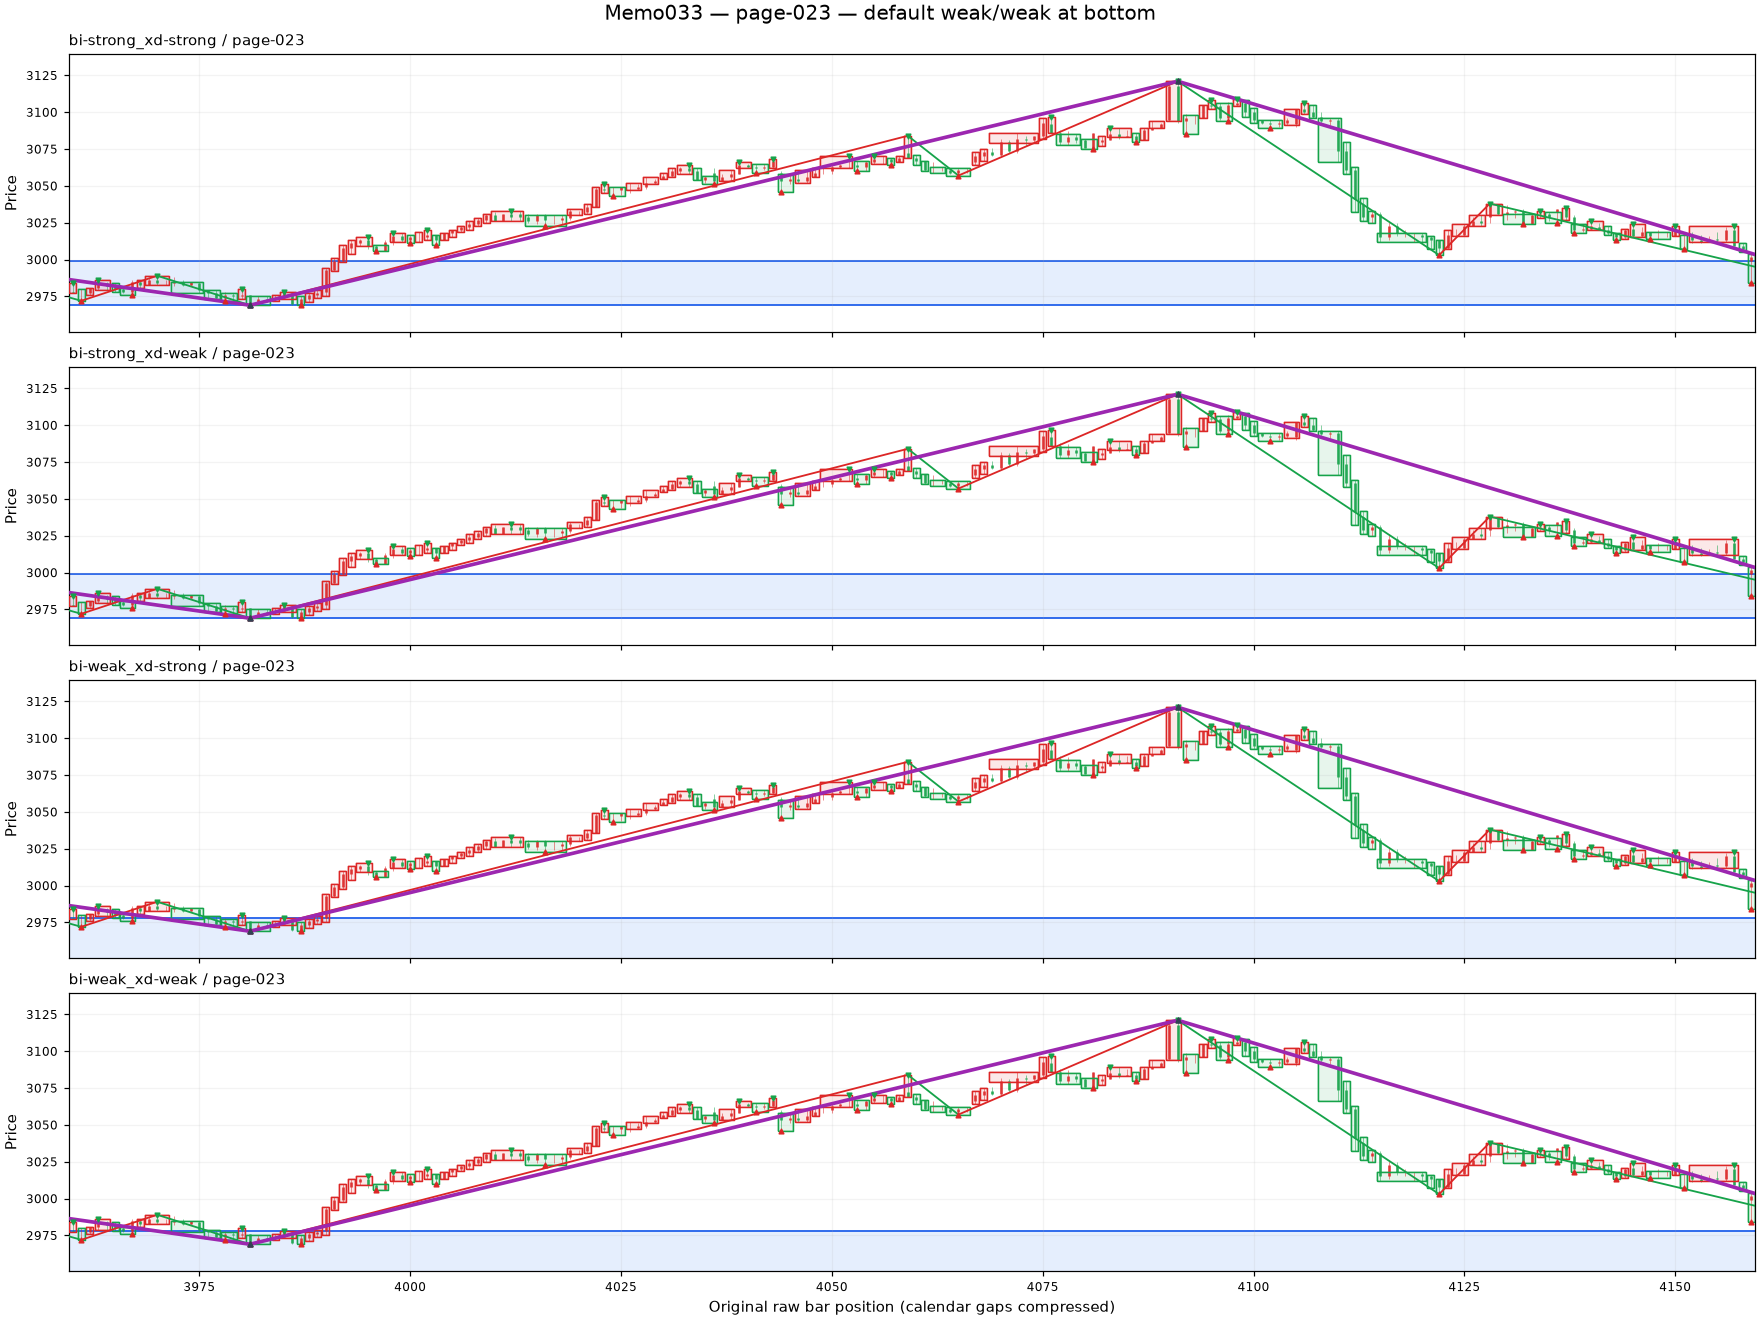 Memo033 — page-023 — default weak/weak at bottom
bi-strong_xd-strong / page-023
3125
3100
3075
3050
3025
3000
2975
Price
bi-strong_xd-weak / page-023
3125
3100
3075
3050
3025
3000
2975
Price
bi-weak_xd-strong / page-023
3125
3100
3075
3050
3025
3000
2975
Price
bi-weak_xd-weak / page-023
3125
3100
3075
3050
3025
3000
2975
Price
3975 4000 4025 4050 4075 4100 4125 4150
Original raw bar position (calendar gaps compressed)